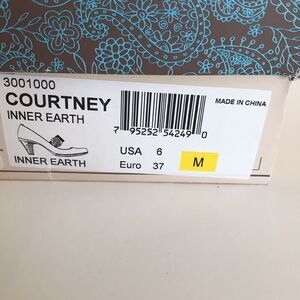 3001000
COURTNEY
INNER EARTH
MADE IN CHINA
7 95252 54249 0
INNER EARTH
USA 6
Euro 37
M